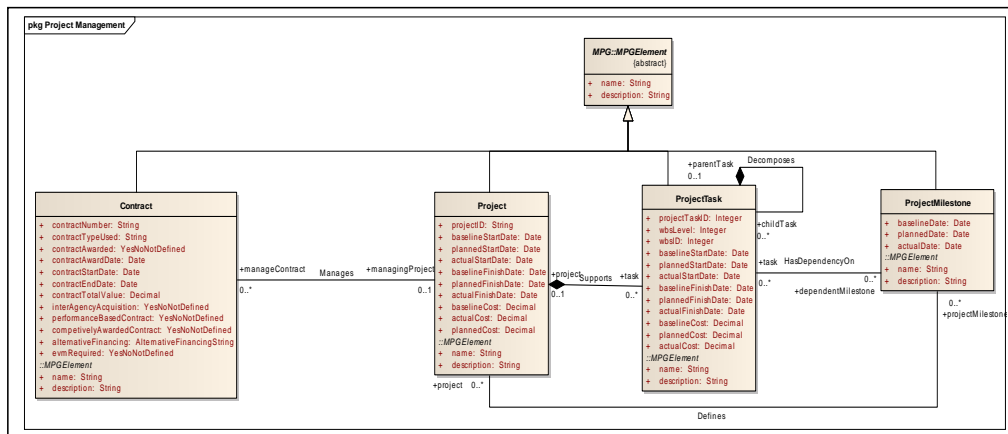 pkg Project Management
MPG::MPGElement
{abstract}
+ name: String
+ description: String
Contract
+ contractNumber: String
+ contractTypeUsed: String
+ contractAwarded: YesNoNotDefined
+ contractAwardDate: Date
+ contractStartDate: Date
+ contractEndDate: Date
+ contractTotalValue: Decimal
+ interAgencyAcquisition: YesNoNotDefined
+ performanceBasedContract: YesNoNotDefined
+ competivelyAwardedContract: YesNoNotDefined
+ alternativeFinancing: AlternativeFinancingString
+ evmRequired: YesNoNotDefined
::MPGElement
+ name: String
+ description: String
+manageContract
0..*
Manages
+managingProject
0..1
Project
+ projectID: String
+ baselineStartDate: Date
+ plannedStartDate: Date
+ actualStartDate: Date
+ baselineFinishDate: Date
+ plannedFinishDate: Date
+ actualFinishDate: Date
+ baselineCost: Decimal
+ actualCost: Decimal
+ plannedCost: Decimal
::MPGElement
+ name: String
+ description: String
+project 0..*
+project
0..1
Supports
+task
0..*
+parentTask
0..1
Decomposes
+childTask
0..*
ProjectTask
+ projectTaskID: Integer
+ wbsLevel: Integer
+ wbsID: Integer
+ baselineStartDate: Date
+ plannedStartDate: Date
+ actualStartDate: Date
+ baselineFinishDate: Date
+ plannedFinishDate: Date
+ actualFinishDate: Date
+ baselineCost: Decimal
+ plannedCost: Decimal
+ actualCost: Decimal
::MPGElement
+ name: String
+ description: String
+task
0..*
HasDependencyOn
0..*
+dependentMilestone
ProjectMilestone
+ baselineDate: Date
+ plannedDate: Date
+ actualDate: Date
::MPGElement
+ name: String
+ description: String
0..*
+projectMilestone
Defines